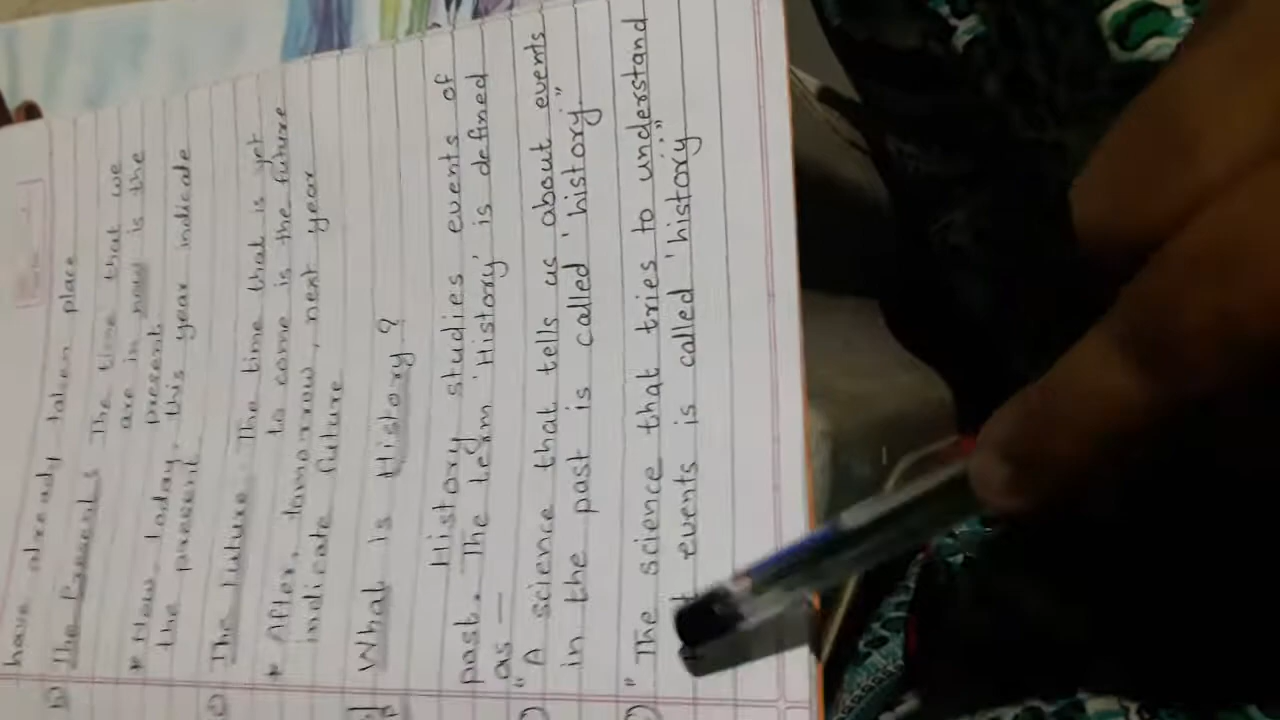 have already taken place
b) The Present : The time that we
are in now is the
present.
* Now, today, this year indicate
the present
c) The Future The time that is yet
to come is the future
* After, tomorrow, next year
indicate future
What is History ?
History studies events of
past. The term 'History' is defined
as —
"A science that tells us about events
in the past is called 'history'."
"The science that tries to understand
events is called 'history'."